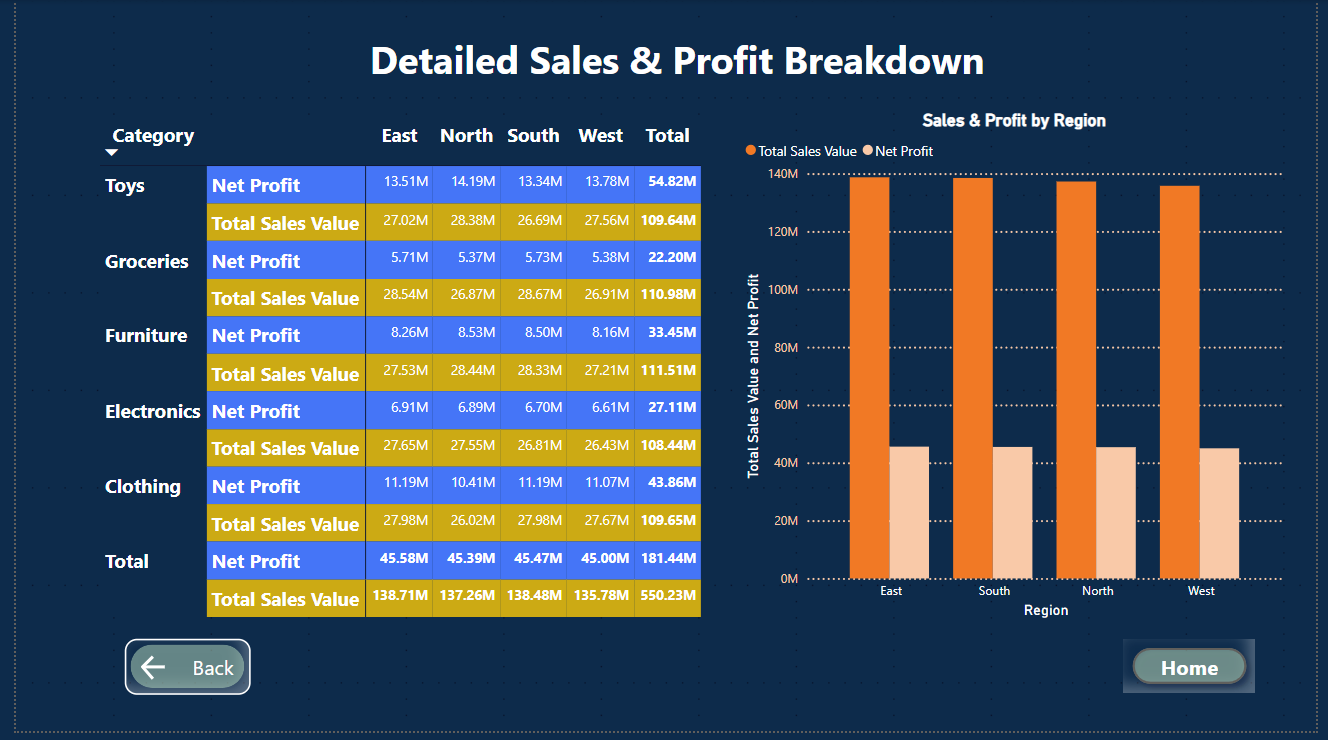 Detailed Sales & Profit Breakdown
Category East North South West Total
Toys Net Profit 13.51M 14.19M 13.34M 13.78M 54.82M
Total Sales Value 27.02M 28.38M 26.69M 27.56M 109.64M
Groceries Net Profit 5.71M 5.37M 5.73M 5.38M 22.20M
Total Sales Value 28.54M 26.87M 28.67M 26.91M 110.98M
Furniture Net Profit 8.26M 8.53M 8.50M 8.16M 33.45M
Total Sales Value 27.53M 28.44M 28.33M 27.21M 111.51M
Electronics Net Profit 6.91M 6.89M 6.70M 6.61M 27.11M
Total Sales Value 27.65M 27.55M 26.81M 26.43M 108.44M
Clothing Net Profit 11.19M 10.41M 11.19M 11.07M 43.86M
Total Sales Value 27.98M 26.02M 27.98M 27.67M 109.65M
Total Net Profit 45.58M 45.39M 45.47M 45.00M 181.44M
Total Sales Value 138.71M 137.26M 138.48M 135.78M 550.23M
Sales & Profit by Region
Total Sales Value Net Profit
Total Sales Value and Net Profit
140M
120M
100M
80M
60M
40M
20M
0M
East South North West
Region
Back
Home